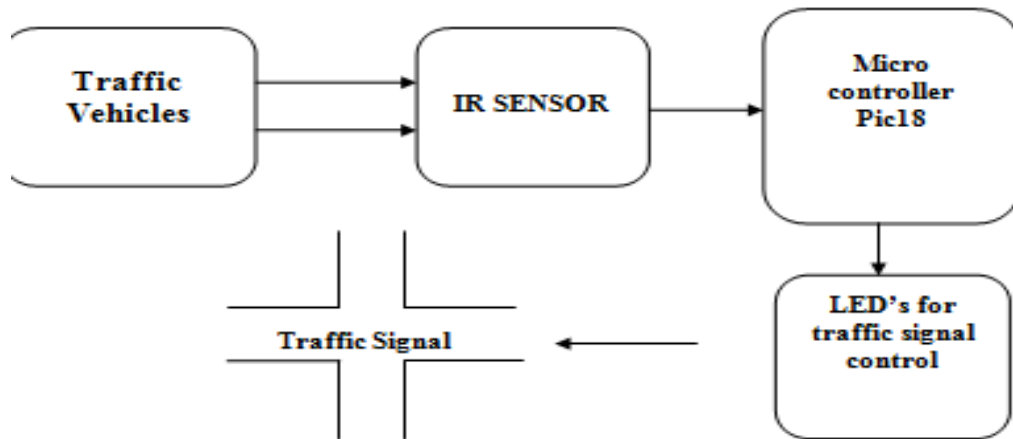 Traffic
Vehicles
IR SENSOR
Micro
controller
Pic18
LED's for
traffic signal
control
Traffic Signal